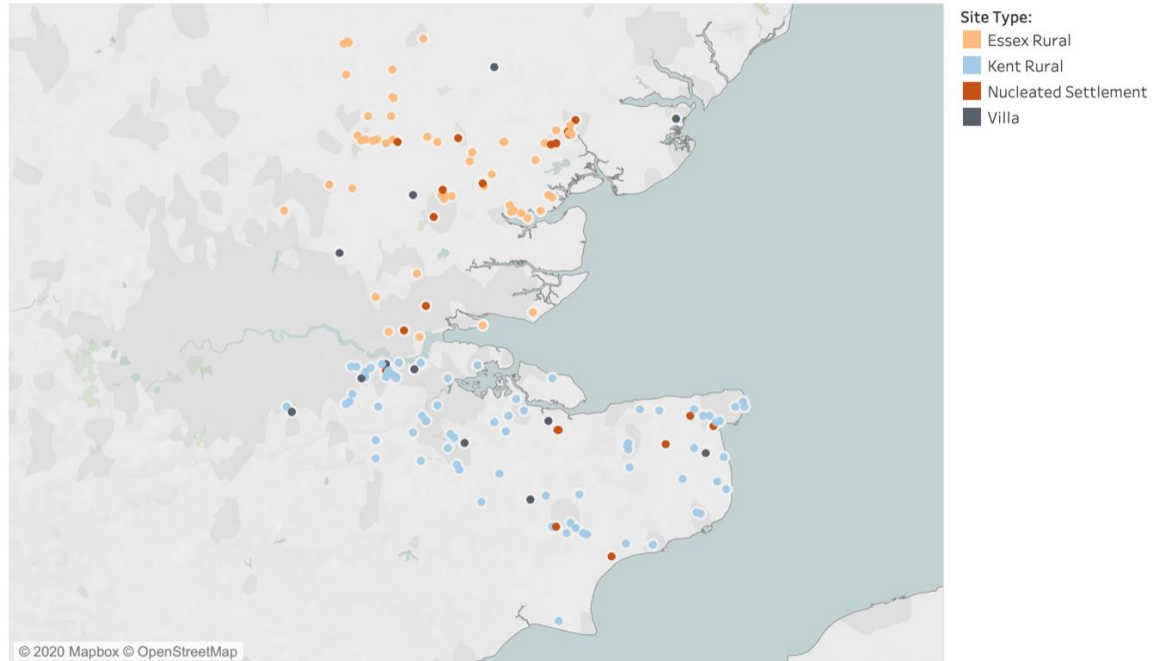 Site Type:
Essex Rural
Kent Rural
Nucleated Settlement
Villa
© 2020 Mapbox © OpenStreetMap